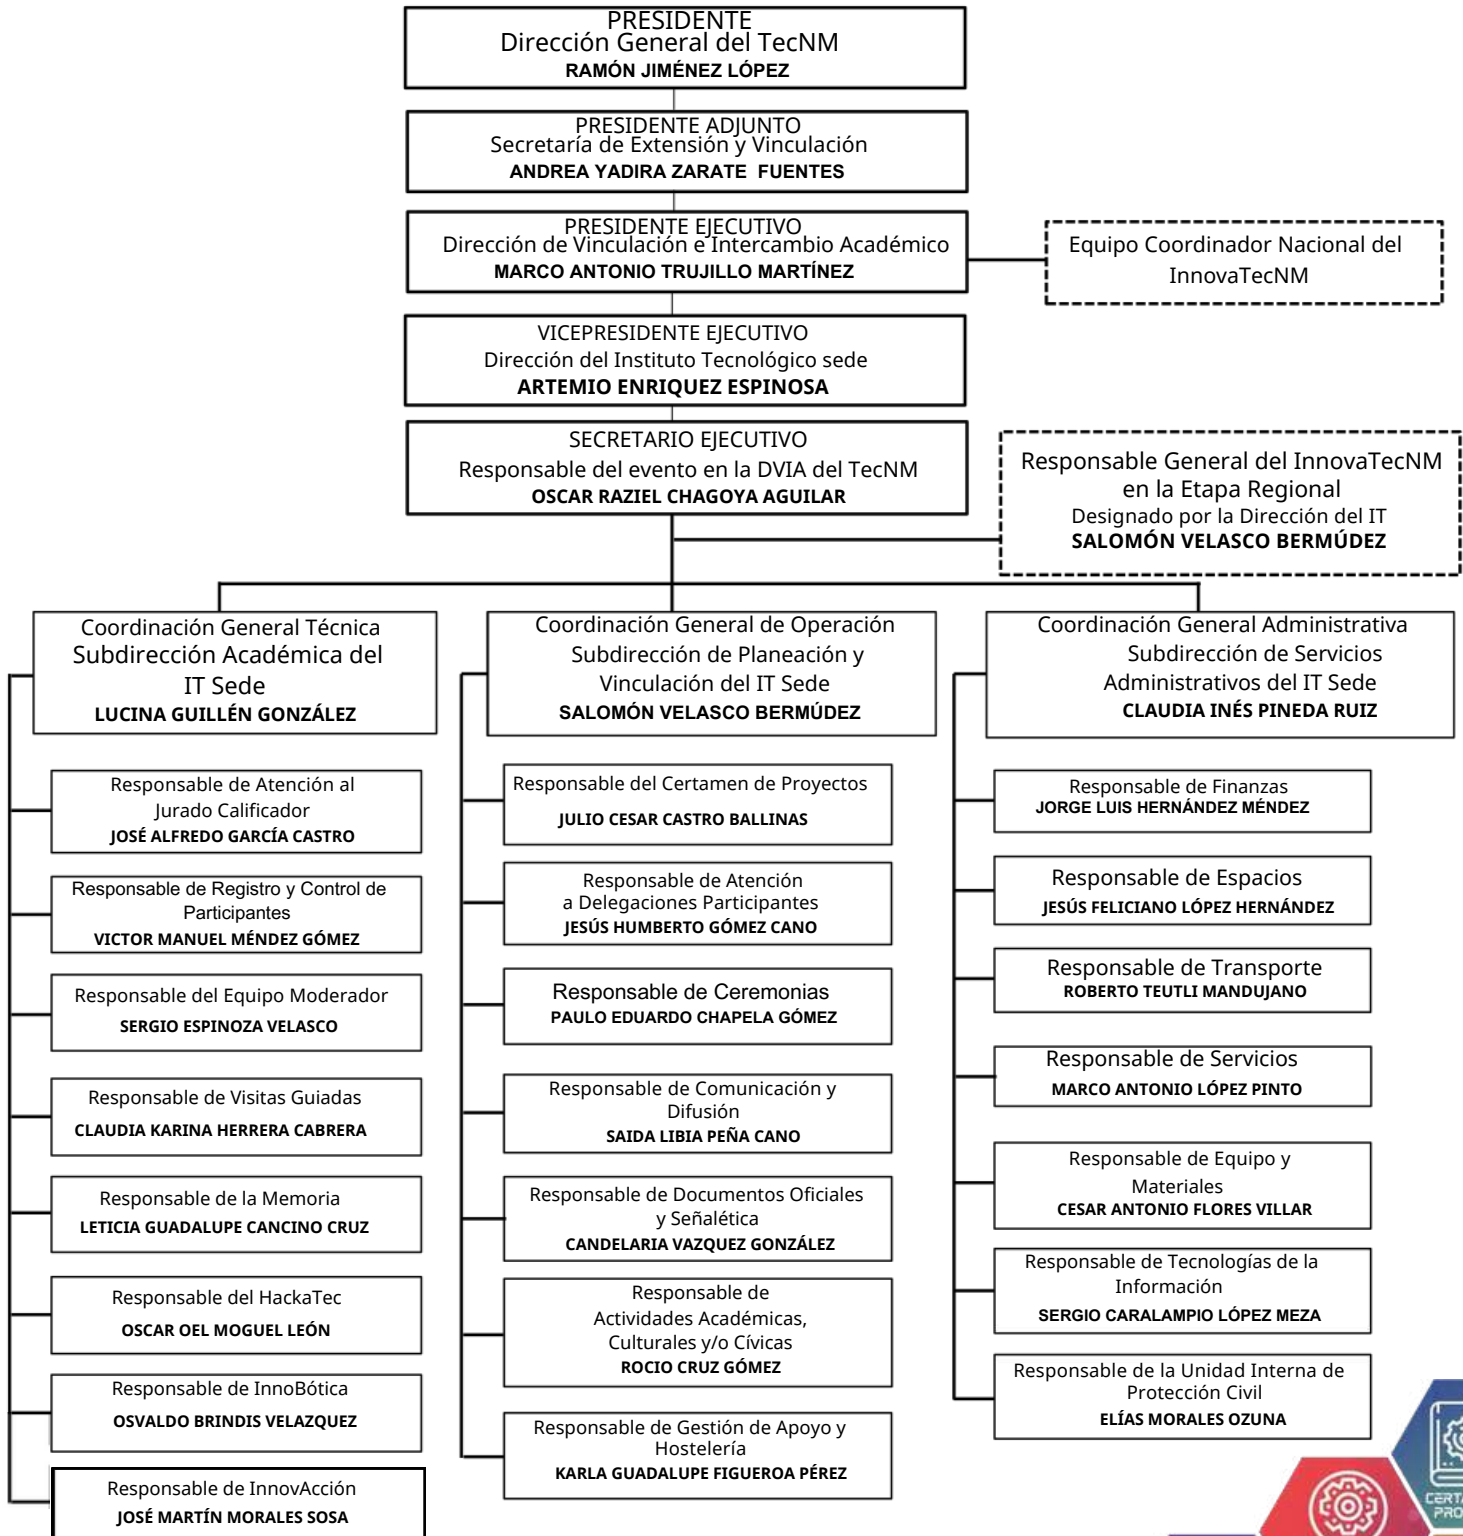 PRESIDENTE
Dirección General del TecNM
RAMÓN JIMÉNEZ LÓPEZ
PRESIDENTE ADJUNTO
Secretaría de Extensión y Vinculación
ANDREA YADIRA ZARATE FUENTES
PRESIDENTE EJECUTIVO
Dirección de Vinculación e Intercambio Académico
MARCO ANTONIO TRUJILLO MARTÍNEZ
Equipo Coordinador Nacional del
InnovaTecNM
VICEPRESIDENTE EJECUTIVO
Dirección del Instituto Tecnológico sede
ARTEMIO ENRIQUEZ ESPINOSA
SECRETARIO EJECUTIVO
Responsable del evento en la DVIA del TecNM
OSCAR RAZIEL CHAGOYA AGUILAR
Responsable General del InnovaTecNM
en la Etapa Regional
Designado por la Dirección del IT
SALOMÓN VELASCO BERMÚDEZ
Coordinación General Técnica
Subdirección Académica del
IT Sede
LUCINA GUILLÉN GONZÁLEZ
Responsable de Atención al
Jurado Calificador
JOSÉ ALFREDO GARCÍA CASTRO
Responsable de Registro y Control de
Participantes
VICTOR MANUEL MÉNDEZ GÓMEZ
Responsable del Equipo Moderador
SERGIO ESPINOZA VELASCO
Responsable de Visitas Guiadas
CLAUDIA KARINA HERRERA CABRERA
Responsable de la Memoria
LETICIA GUADALUPE CANCINO CRUZ
Responsable del HackaTec
OSCAR OEL MOGUEL LEÓN
Responsable de InnoBótica
OSVALDO BRINDIS VELAZQUEZ
Responsable de InnovAcción
JOSÉ MARTÍN MORALES SOSA
Coordinación General de Operación
Subdirección de Planeación y
Vinculación del IT Sede
SALOMÓN VELASCO BERMÚDEZ
Responsable del Certamen de Proyectos
JULIO CESAR CASTRO BALLINAS
Responsable de Atención
a Delegaciones Participantes
JESÚS HUMBERTO GÓMEZ CANO
Responsable de Ceremonias
PAULO EDUARDO CHAPELA GÓMEZ
Responsable de Comunicación y
Difusión
SAIDA LIBIA PEÑA CANO
Responsable de Documentos Oficiales
y Señalética
CANDELARIA VAZQUEZ GONZÁLEZ
Responsable de
Actividades Académicas,
Culturales y/o Cívicas
ROCIO CRUZ GÓMEZ
Responsable de Gestión de Apoyo y
Hostelería
KARLA GUADALUPE FIGUEROA PÉREZ
Coordinación General Administrativa
Subdirección de Servicios
Administrativos del IT Sede
CLAUDIA INÉS PINEDA RUIZ
Responsable de Finanzas
JORGE LUIS HERNÁNDEZ MÉNDEZ
Responsable de Espacios
JESÚS FELICIANO LÓPEZ HERNÁNDEZ
Responsable de Transporte
ROBERTO TEUTLI MANDUJANO
Responsable de Servicios
MARCO ANTONIO LÓPEZ PINTO
Responsable de Equipo y
Materiales
CESAR ANTONIO FLORES VILLAR
Responsable de Tecnologías de la
Información
SERGIO CARALAMPIO LÓPEZ MEZA
Responsable de la Unidad Interna de
Protección Civil
ELÍAS MORALES OZUNA